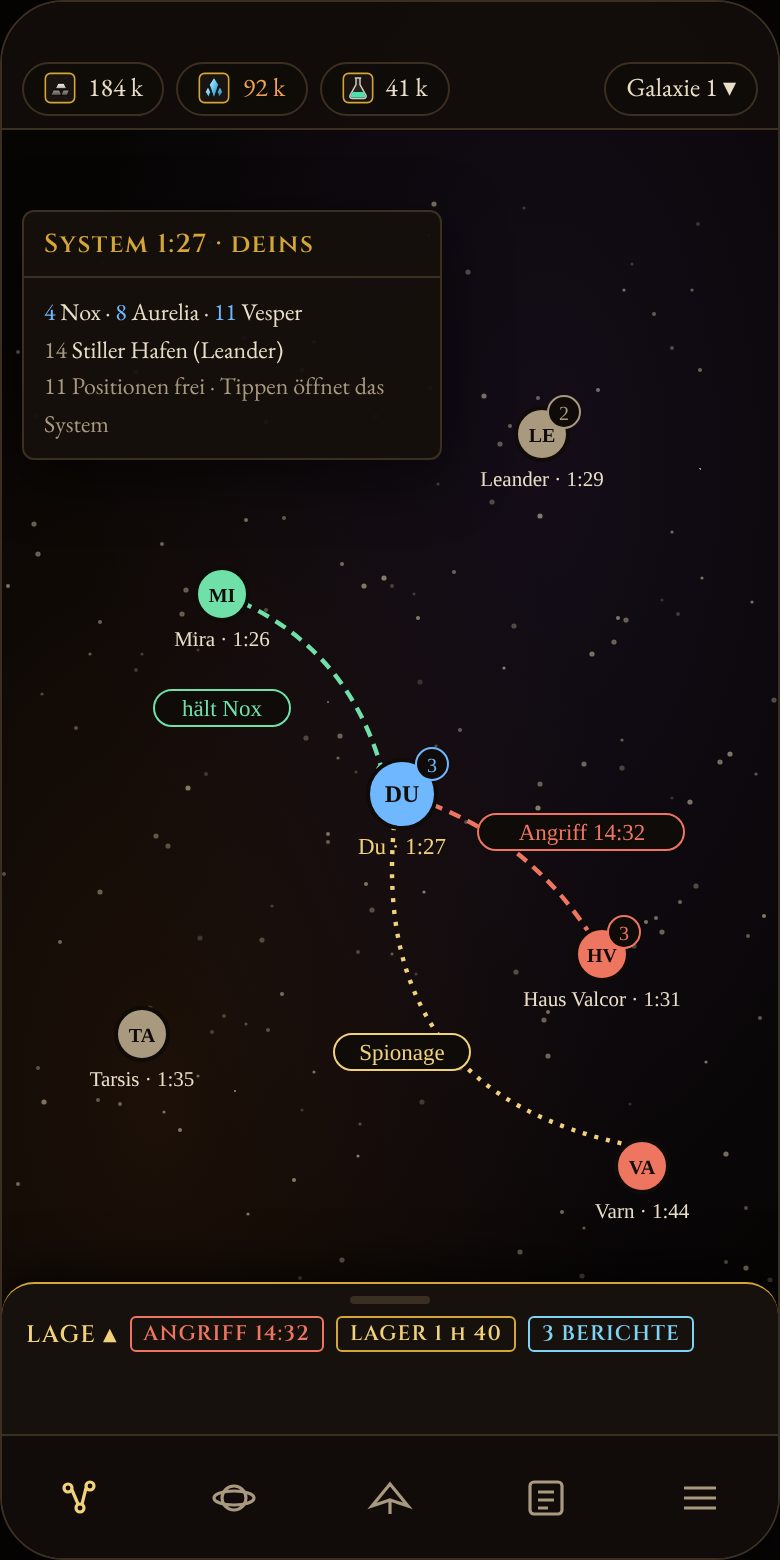 184 k
92 k
41 k
Galaxie 1 ▾
System 1:27 · deins
4 Nox · 8 Aurelia · 11 Vesper
14 Stiller Hafen (Leander)
11 Positionen frei · Tippen öffnet das
System
2
LE
Leander · 1:29
MI
Mira · 1:26
hält Nox
3
DU
Du · 1:27
Angriff 14:32
3
HV
Haus Valcor · 1:31
TA
Tarsis · 1:35
Spionage
VA
Varn · 1:44
LAGE ▴
ANGRIFF 14:32
LAGER 1 H 40
3 BERICHTE